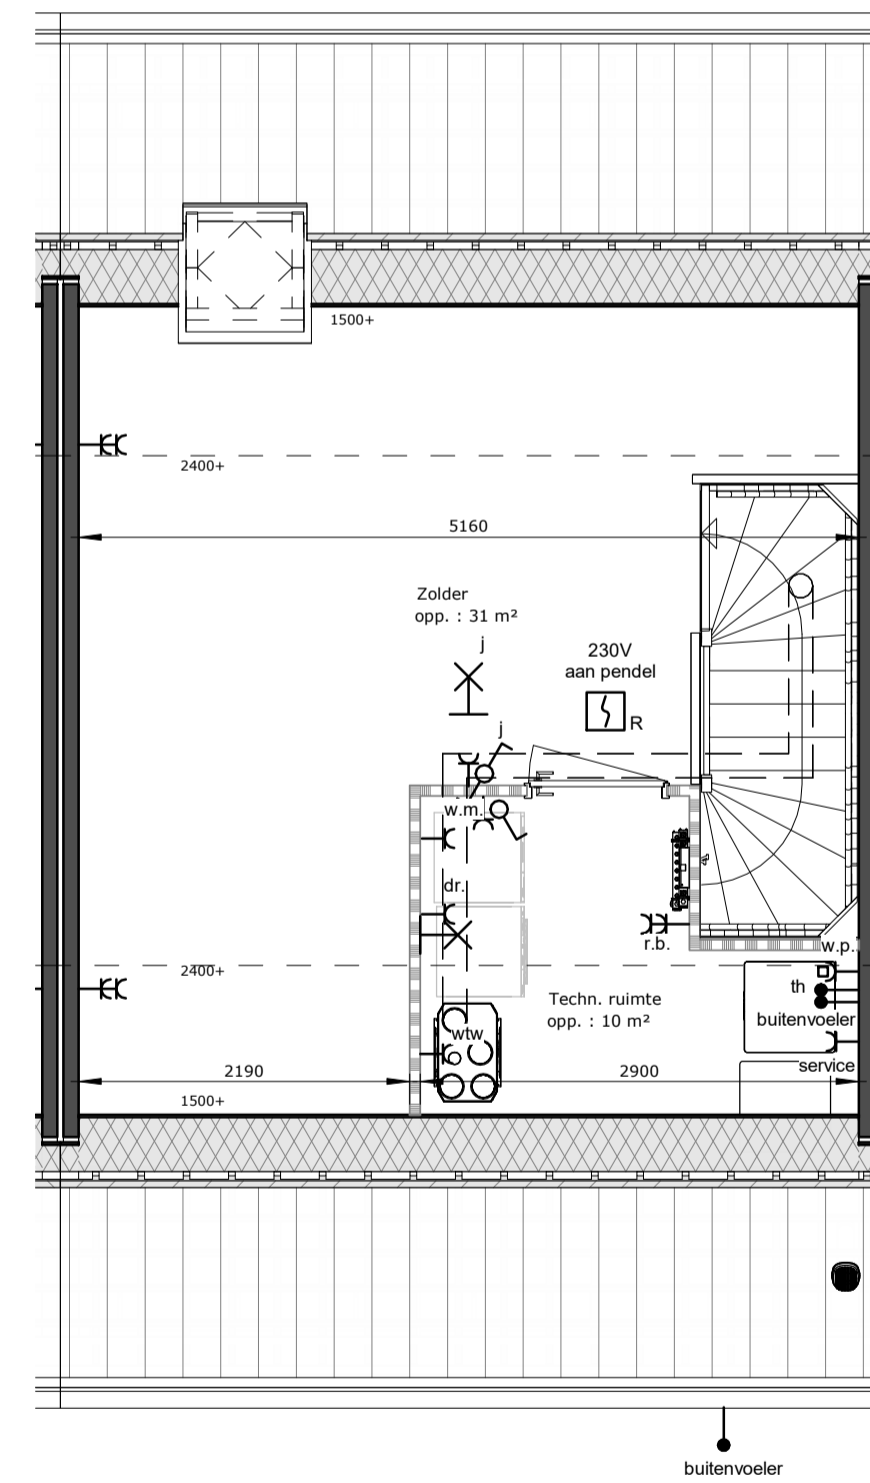 1500+
2400+
5160
Zolder
opp. : 31 m²
j
230V
aan pendel
R
j
w.m.
dr.
r.b.
w.p.
2400+
th
Techn. ruimte
opp. : 10 m²
buitenvoeler
wtw
service
2190
2900
1500+
buitenvoeler